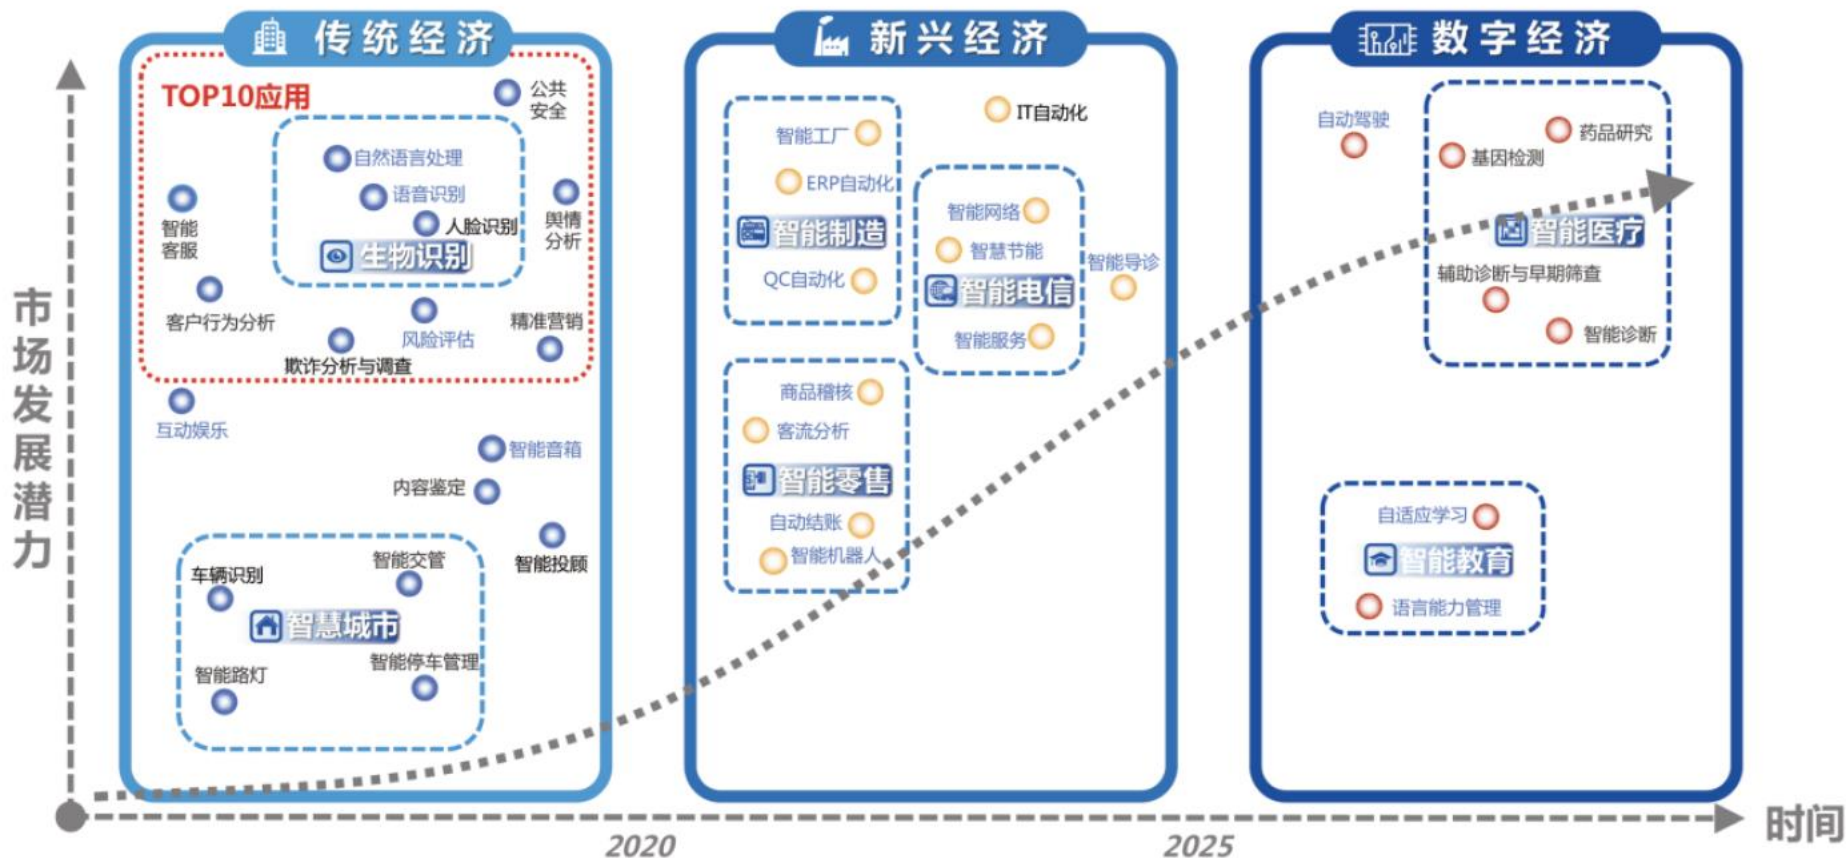 传统经济
TOP10应用
公共
安全
自然语言处理
语音识别
人脸识别
生物识别
智能
客服
舆情
分析
客户行为分析
风险评估
精准营销
欺诈分析与调查
互动娱乐
智能音箱
内容鉴定
智能投顾
车辆识别
智能交管
智慧城市
智能路灯
智能停车管理
新兴经济
IT自动化
智能工厂
ERP自动化
智能制造
QC自动化
智能网络
智慧节能
智能电信
智能服务
智能导诊
商品稽核
客流分析
智能零售
自动结账
智能机器人
数字经济
自动驾驶
药品研究
基因检测
智能医疗
辅助诊断与早期筛查
智能诊断
自适应学习
智能教育
语言能力管理
市场发展潜力
2020
2025
时间